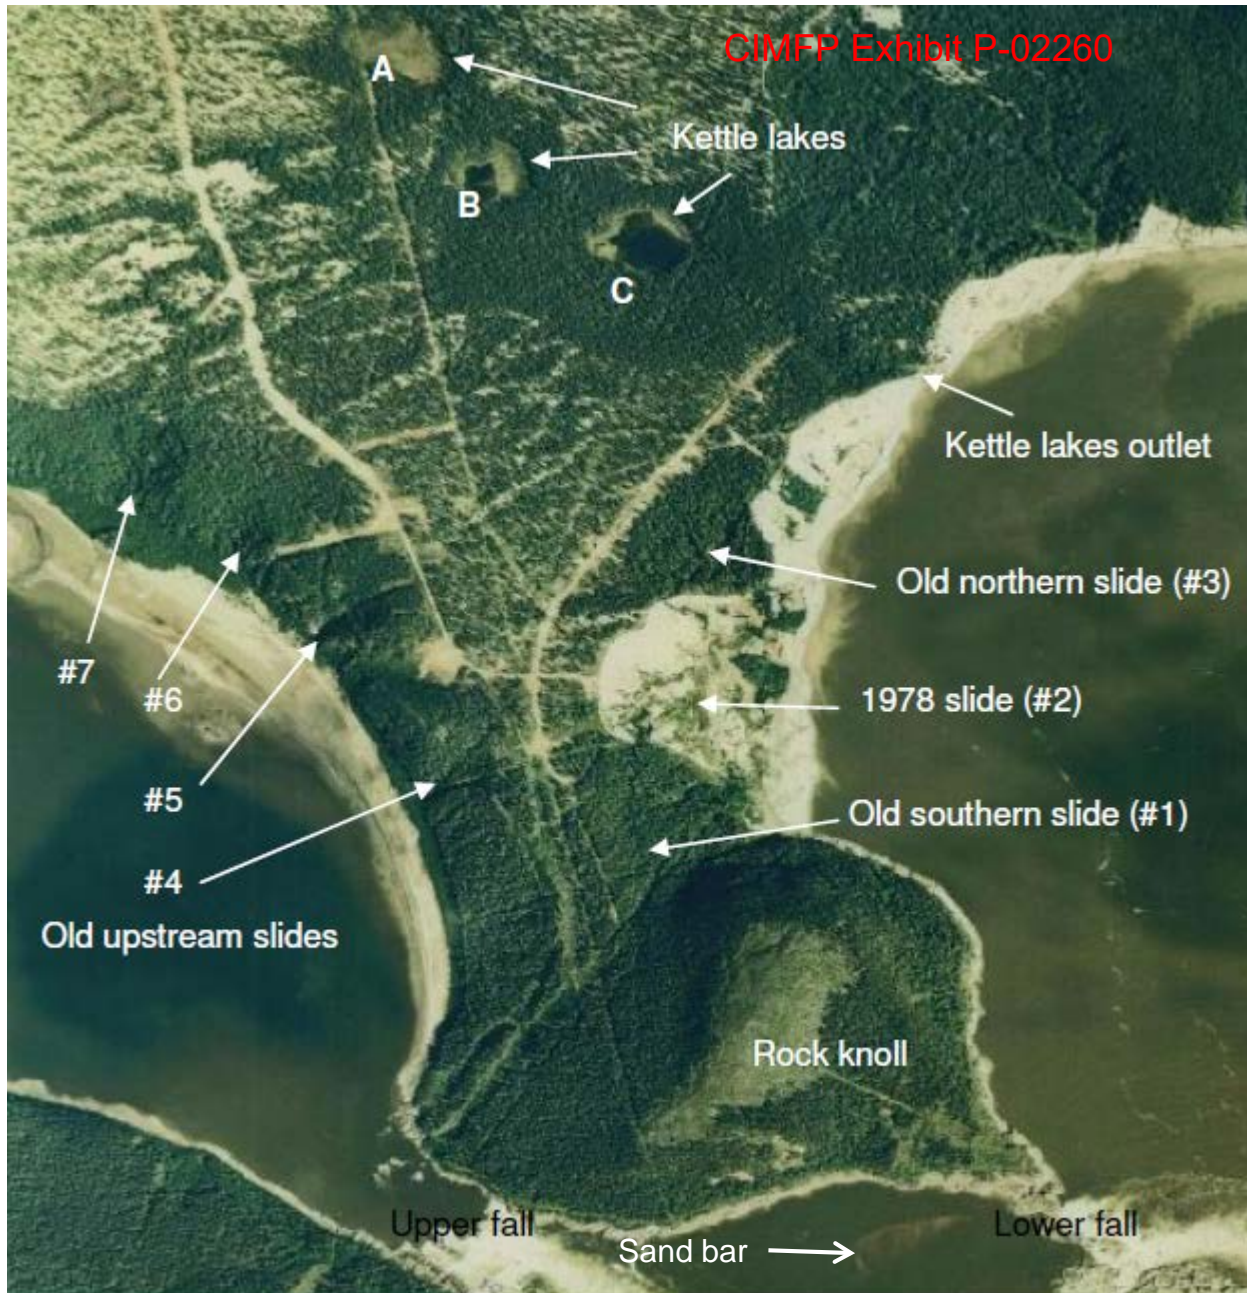 CIMFP Exhibit P-02260
A
Kettle lakes
B
C
Kettle lakes outlet
Old northern slide (#3)
#7
#6
1978 slide (#2)
#5
Old southern slide (#1)
#4
Old upstream slides
Rock knoll
Upper fall
Lower fall
Sand bar